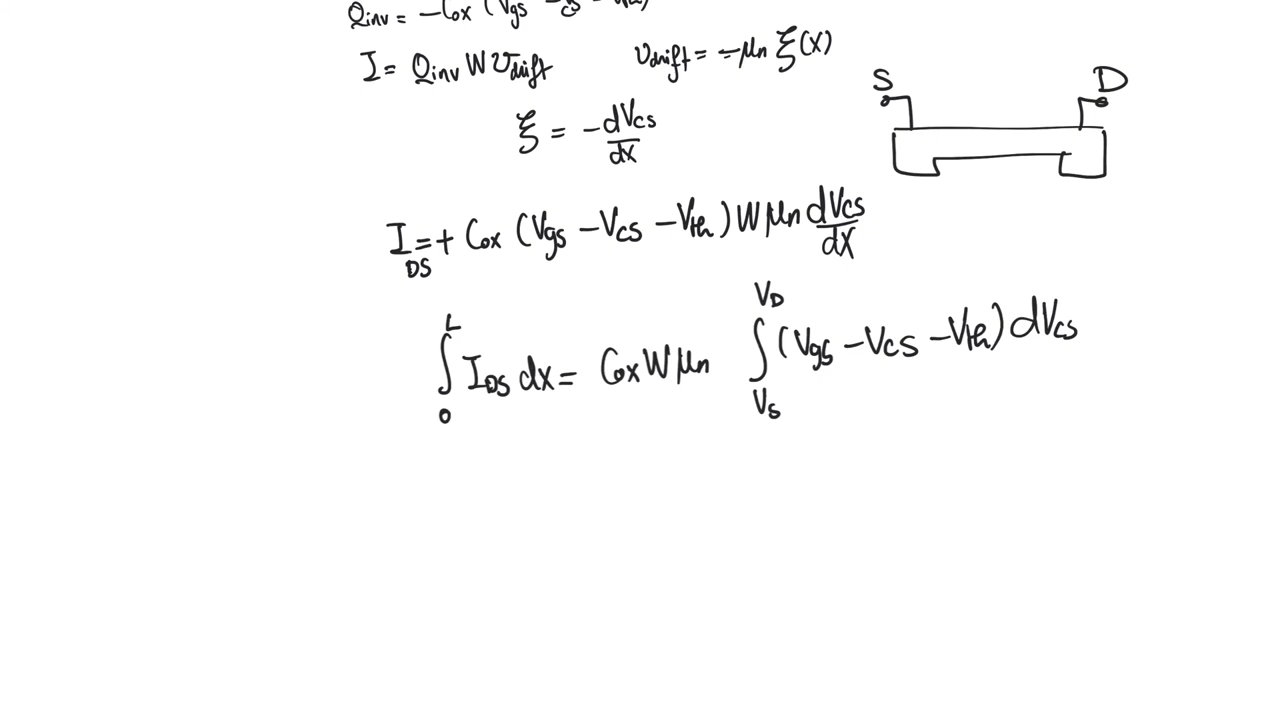 Qinv = -Cox (Vgs - Vcs - Vth)
I = Qinv W Vdrift    Vdrift = -μn ξ(x)
S    D
ξ = -dVcs/dx
IDS = + Cox (Vgs - Vcs - Vth) W μn dVcs/dx
∫₀ᴸ IDS dx = Cox W μn ∫_{VS}^{VD} (Vgs - Vcs - Vth) dVcs